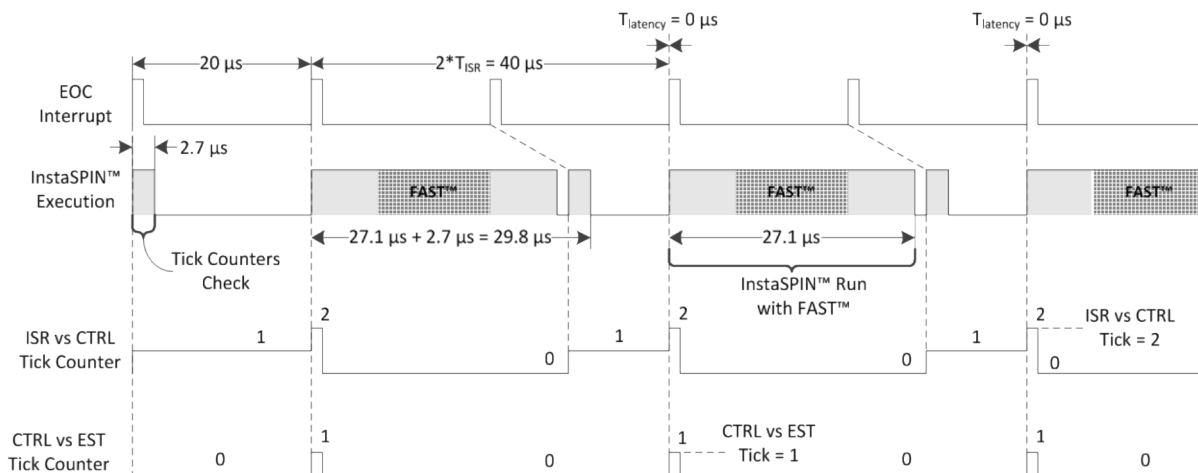 T_latency = 0 µs
T_latency = 0 µs
20 µs
2*T_ISR = 40 µs
EOC
Interrupt
2.7 µs
InstaSPIN™
Execution
FAST™
FAST™
FAST™
27.1 µs + 2.7 µs = 29.8 µs
27.1 µs
Tick Counters
Check
InstaSPIN™ Run
with FAST™
ISR vs CTRL
Tick Counter
1
2
0
1
2
0
1
2
0
ISR vs CTRL
Tick = 2
CTRL vs EST
Tick Counter
0
1
0
1
CTRL vs EST
Tick = 1
0
1
0